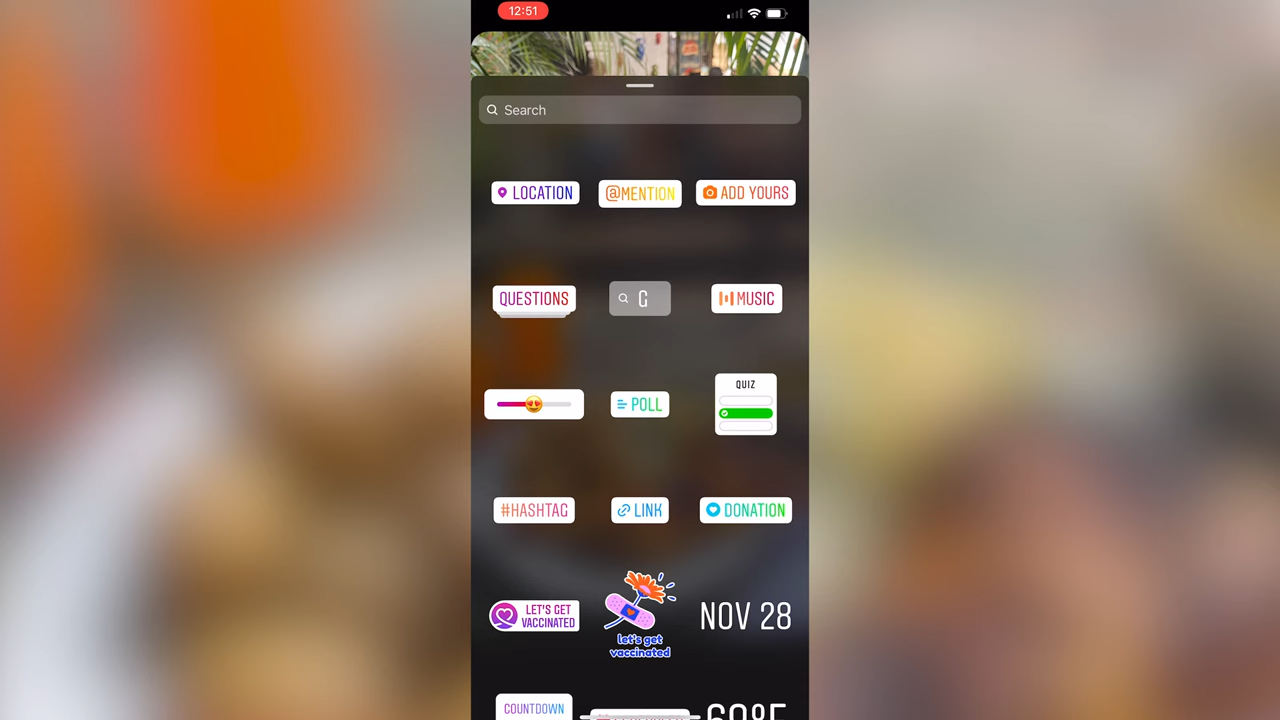 12:51
Search
LOCATION
@MENTION
ADD YOURS
QUESTIONS
G
MUSIC
POLL
QUIZ
#HASHTAG
LINK
DONATION
LET'S GET
VACCINATED
let's get
vaccinated
NOV 28
COUNTDOWN